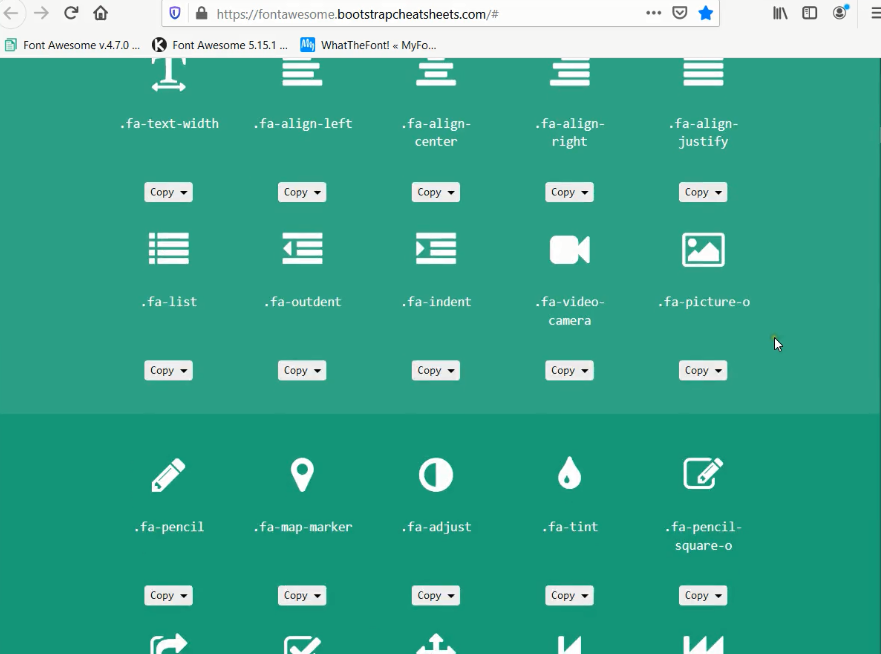 https://fontawesome.bootstrapcheatsheets.com/#
Font Awesome v.4.7.0 ...
Font Awesome 5.15.1 ...
WhatTheFont! « MyFo...
.fa-text-width
.fa-align-left
.fa-align-
center
.fa-align-
right
.fa-align-
justify
Copy
Copy
Copy
Copy
Copy
.fa-list
.fa-outdent
.fa-indent
.fa-video-
camera
.fa-picture-o
Copy
Copy
Copy
Copy
Copy
.fa-pencil
.fa-map-marker
.fa-adjust
.fa-tint
.fa-pencil-
square-o
Copy
Copy
Copy
Copy
Copy